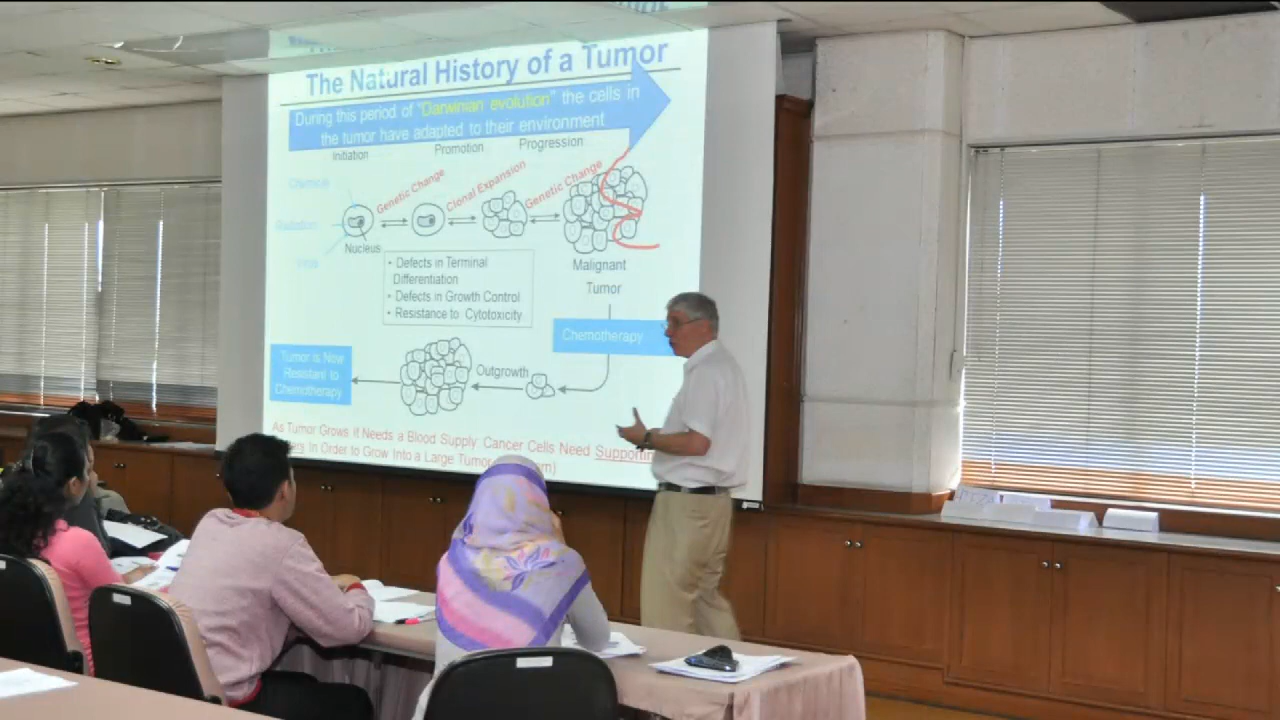 The Natural History of a Tumor
During this period of "Darwinian evolution" the cells in
the tumor have adapted to their environment
Initiation Promotion Progression
Chemical
Genetic Change Clonal Expansion Genetic Change
Radiation
Virus
Nucleus
• Defects in Terminal
Differentiation
• Defects in Growth Control
• Resistance to Cytotoxicity
Malignant
Tumor
Chemotherapy
Tumor is Now
Resistant to
Chemotherapy
Outgrowth
As Tumor Grows It Needs a Blood Supply Cancer Cells Need
In Order to Grow Into a Large Tumor